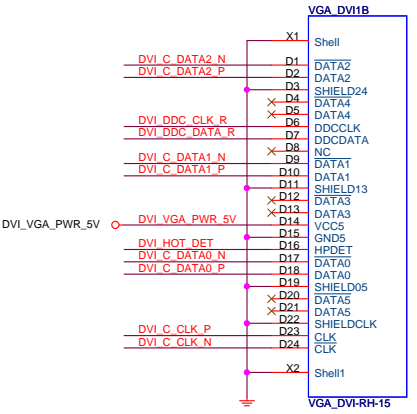 VGA_DVI1B
X1 Shell
DVI_C_DATA2_N D1 DATA2
DVI_C_DATA2_P D2 DATA2
D3 SHIELD24
D4 DATA4
D5 DATA4
DVI_DDC_CLK_R D6 DDCCLK
DVI_DDC_DATA_R D7 DDCDATA
D8 NC
DVI_C_DATA1_N D9 DATA1
DVI_C_DATA1_P D10 DATA1
D11 SHIELD13
D12 DATA3
D13 DATA3
DVI_VGA_PWR_5V DVI_VGA_PWR_5V D14 VCC5
D15 GND5
DVI_HOT_DET D16 HPDET
DVI_C_DATA0_N D17 DATA0
DVI_C_DATA0_P D18 DATA0
D19 SHIELD05
D20 DATA5
D21 DATA5
D22 SHIELDCLK
DVI_C_CLK_P D23 CLK
DVI_C_CLK_N D24 CLK
X2 Shell1
VGA_DVI-RH-15